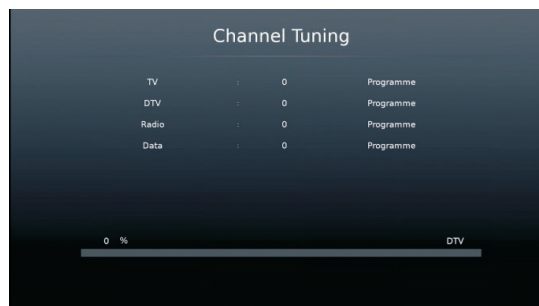 Channel Tuning
TV : 0 Programme
DTV : 0 Programme
Radio : 0 Programme
Data : 0 Programme
0 % DTV